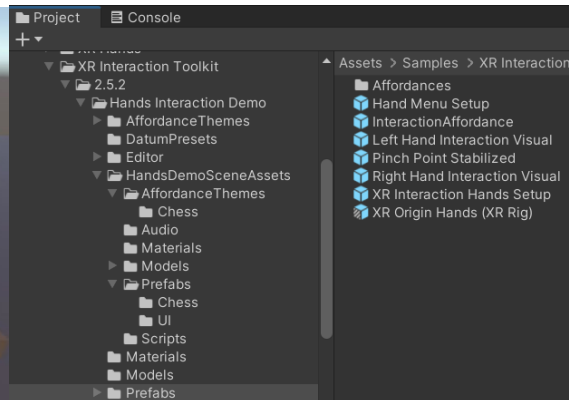 Project
Console
XR Hands
XR Interaction Toolkit
2.5.2
Hands Interaction Demo
AffordanceThemes
DatumPresets
Editor
HandsDemoSceneAssets
AffordanceThemes
Chess
Audio
Materials
Models
Prefabs
Chess
UI
Scripts
Materials
Models
Prefabs
Assets > Samples > XR Interaction
Affordances
Hand Menu Setup
InteractionAffordance
Left Hand Interaction Visual
Pinch Point Stabilized
Right Hand Interaction Visual
XR Interaction Hands Setup
XR Origin Hands (XR Rig)